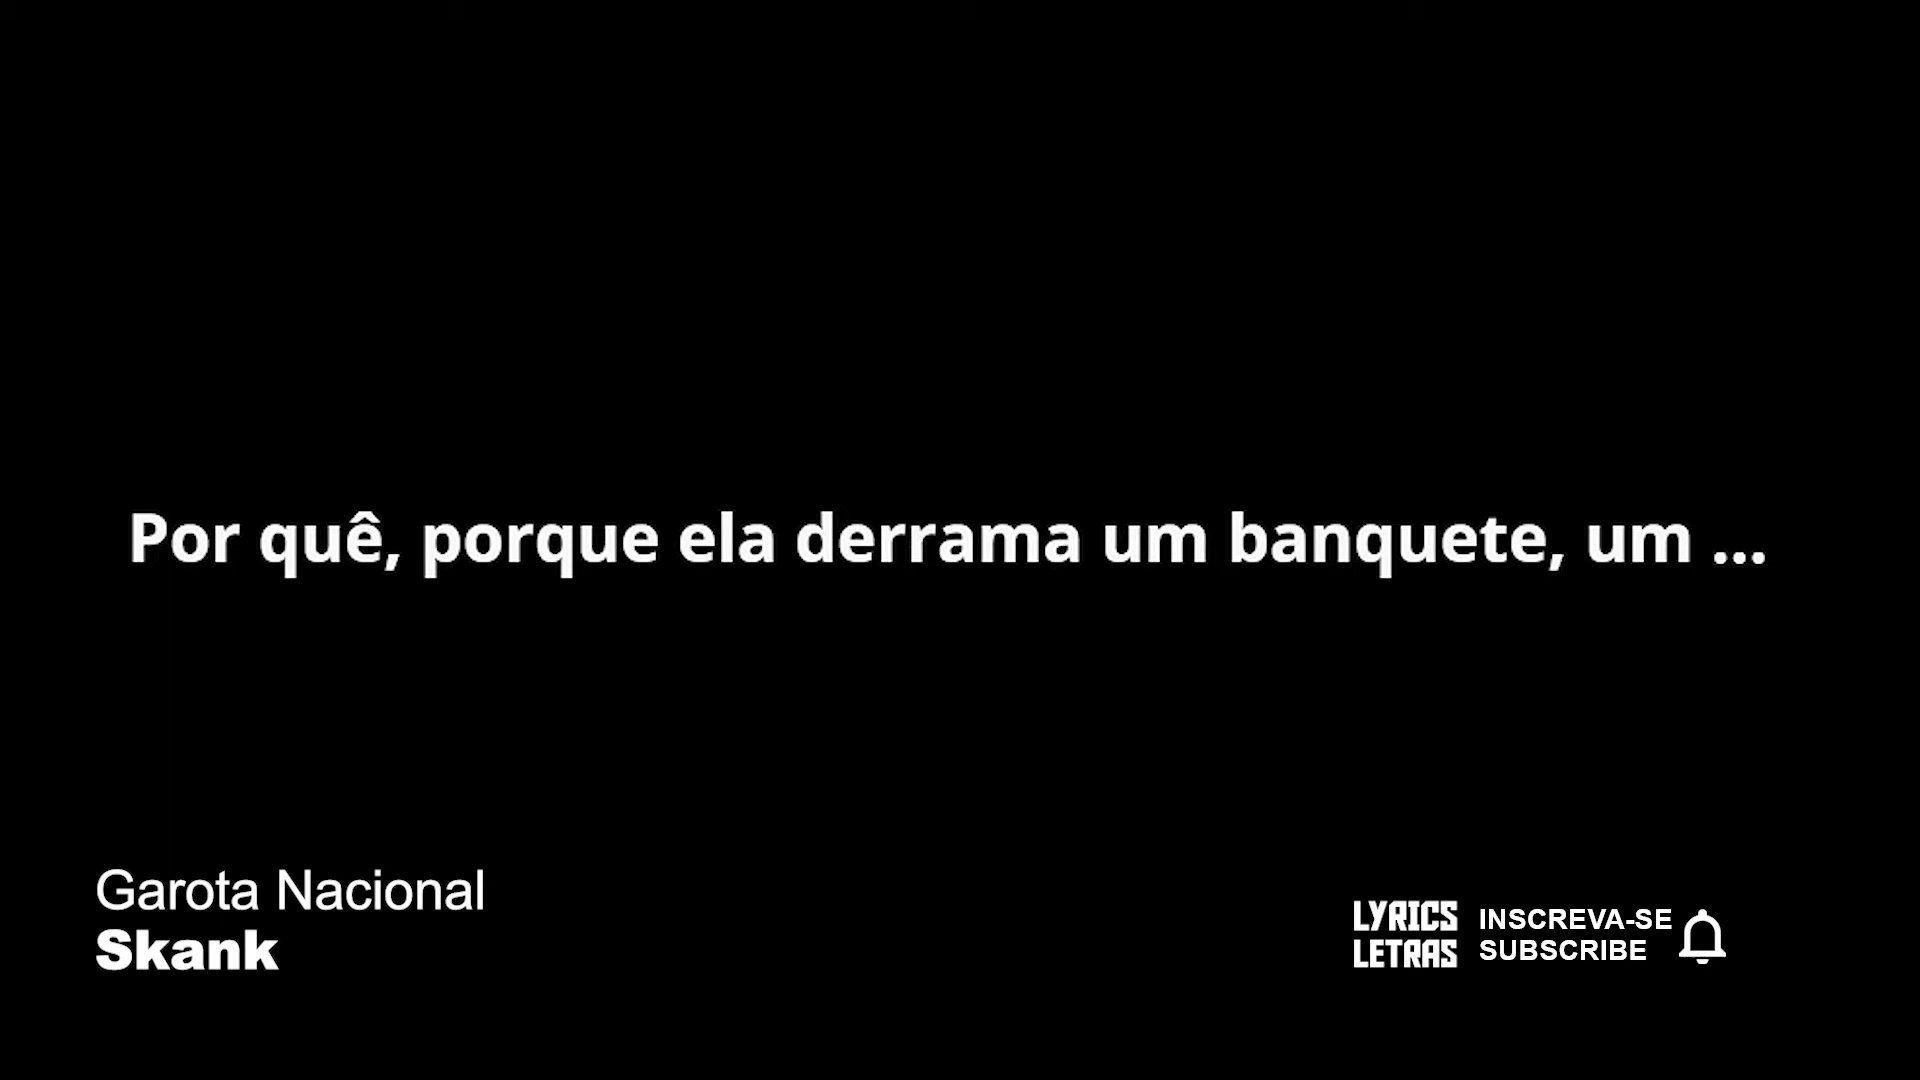 Por quê, porque ela derrama um banquete, um ...
Garota Nacional
Skank
LYRICS
LETRAS
INSCREVA-SE
SUBSCRIBE